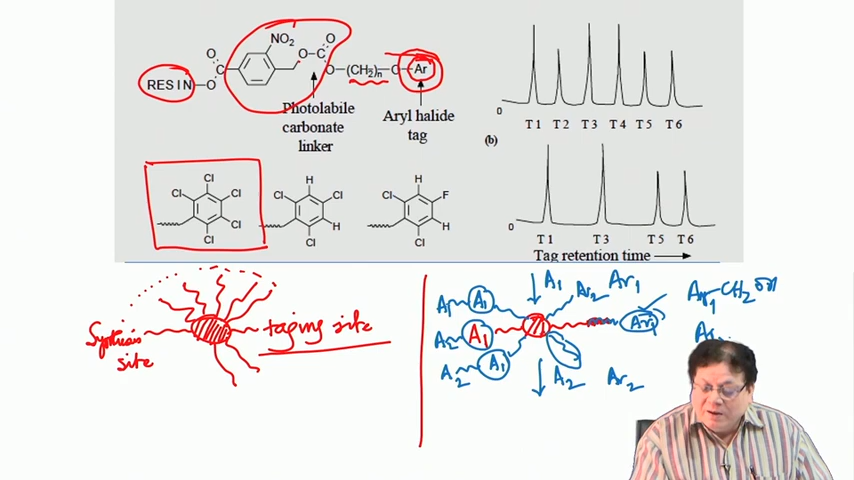 NO₂
O
O
C
O
O
RESIN
O
C
O
(CH₂)n
O
Ar
Photolabile
carbonate
linker
Aryl halide
tag
0
T1 T2 T3 T4 T5 T6
(b)
Cl
Cl
Cl
Cl
Cl
H
Cl
Cl
H
Cl
H
Cl
F
H
Cl
0
T1 T3 T5 T6
Tag retention time
Synthesis
site
taging site
A₁
Ar₁
Ar₂
A₁
A₁
A₂
A₁
A₂
A₁
Ar₁
A₂
Ar₂